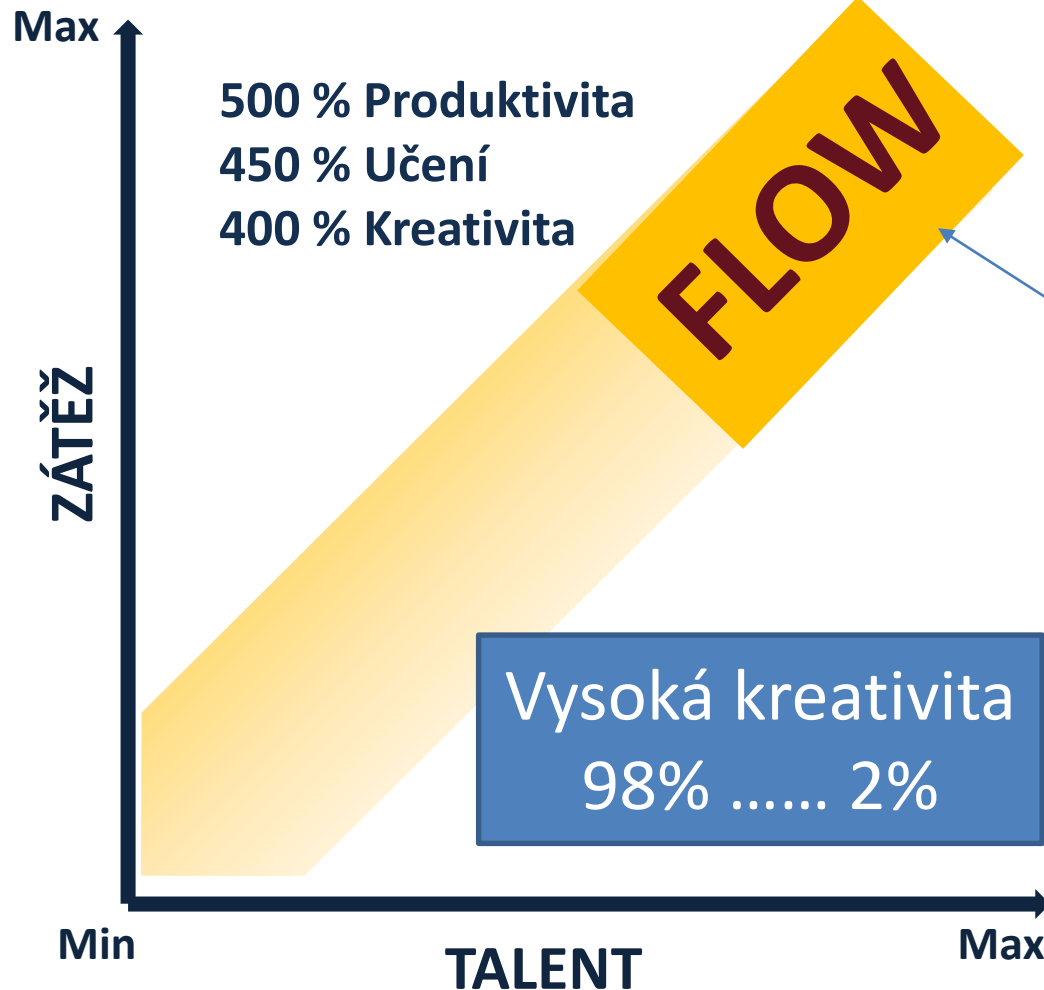 Max
500 % Produktivita
450 % Učení
400 % Kreativita
FLOW
ZÁTĚŽ
Vysoká kreativita
98% ...... 2%
Min
TALENT
Max